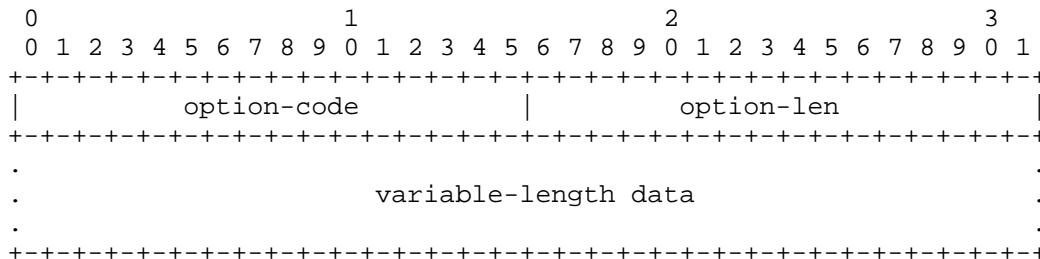 0                   1                   2                   3
 0 1 2 3 4 5 6 7 8 9 0 1 2 3 4 5 6 7 8 9 0 1 2 3 4 5 6 7 8 9 0 1
+-+-+-+-+-+-+-+-+-+-+-+-+-+-+-+-+-+-+-+-+-+-+-+-+-+-+-+-+-+-+-+-+
|          option-code          |         option-len            |
+-+-+-+-+-+-+-+-+-+-+-+-+-+-+-+-+-+-+-+-+-+-+-+-+-+-+-+-+-+-+-+-+
.                                                               .
.                      variable-length data                     .
.                                                               .
+-+-+-+-+-+-+-+-+-+-+-+-+-+-+-+-+-+-+-+-+-+-+-+-+-+-+-+-+-+-+-+-+